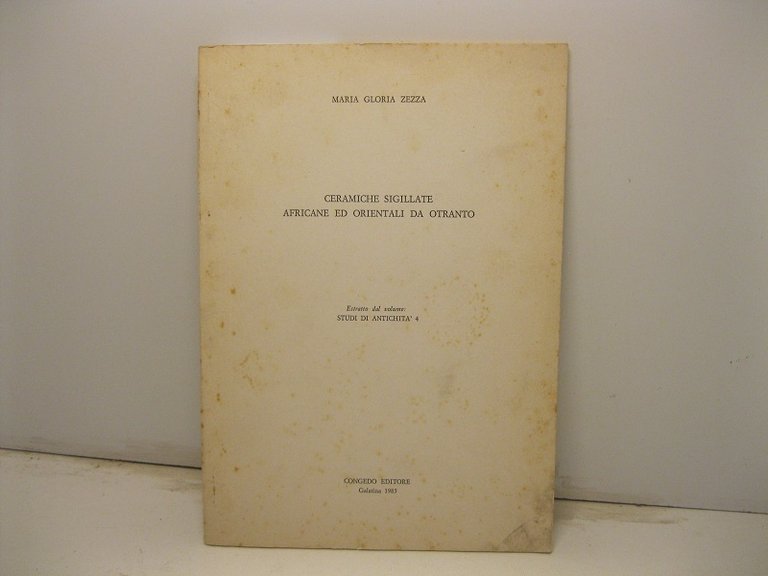 MARIA GLORIA ZEZZA
CERAMICHE SIGILLATE
AFRICANE ED ORIENTALI DA OTRANTO
Estratto dal volume:
STUDI DI ANTICHITA' 4
CONGEDO EDITORE
Galatina 1983